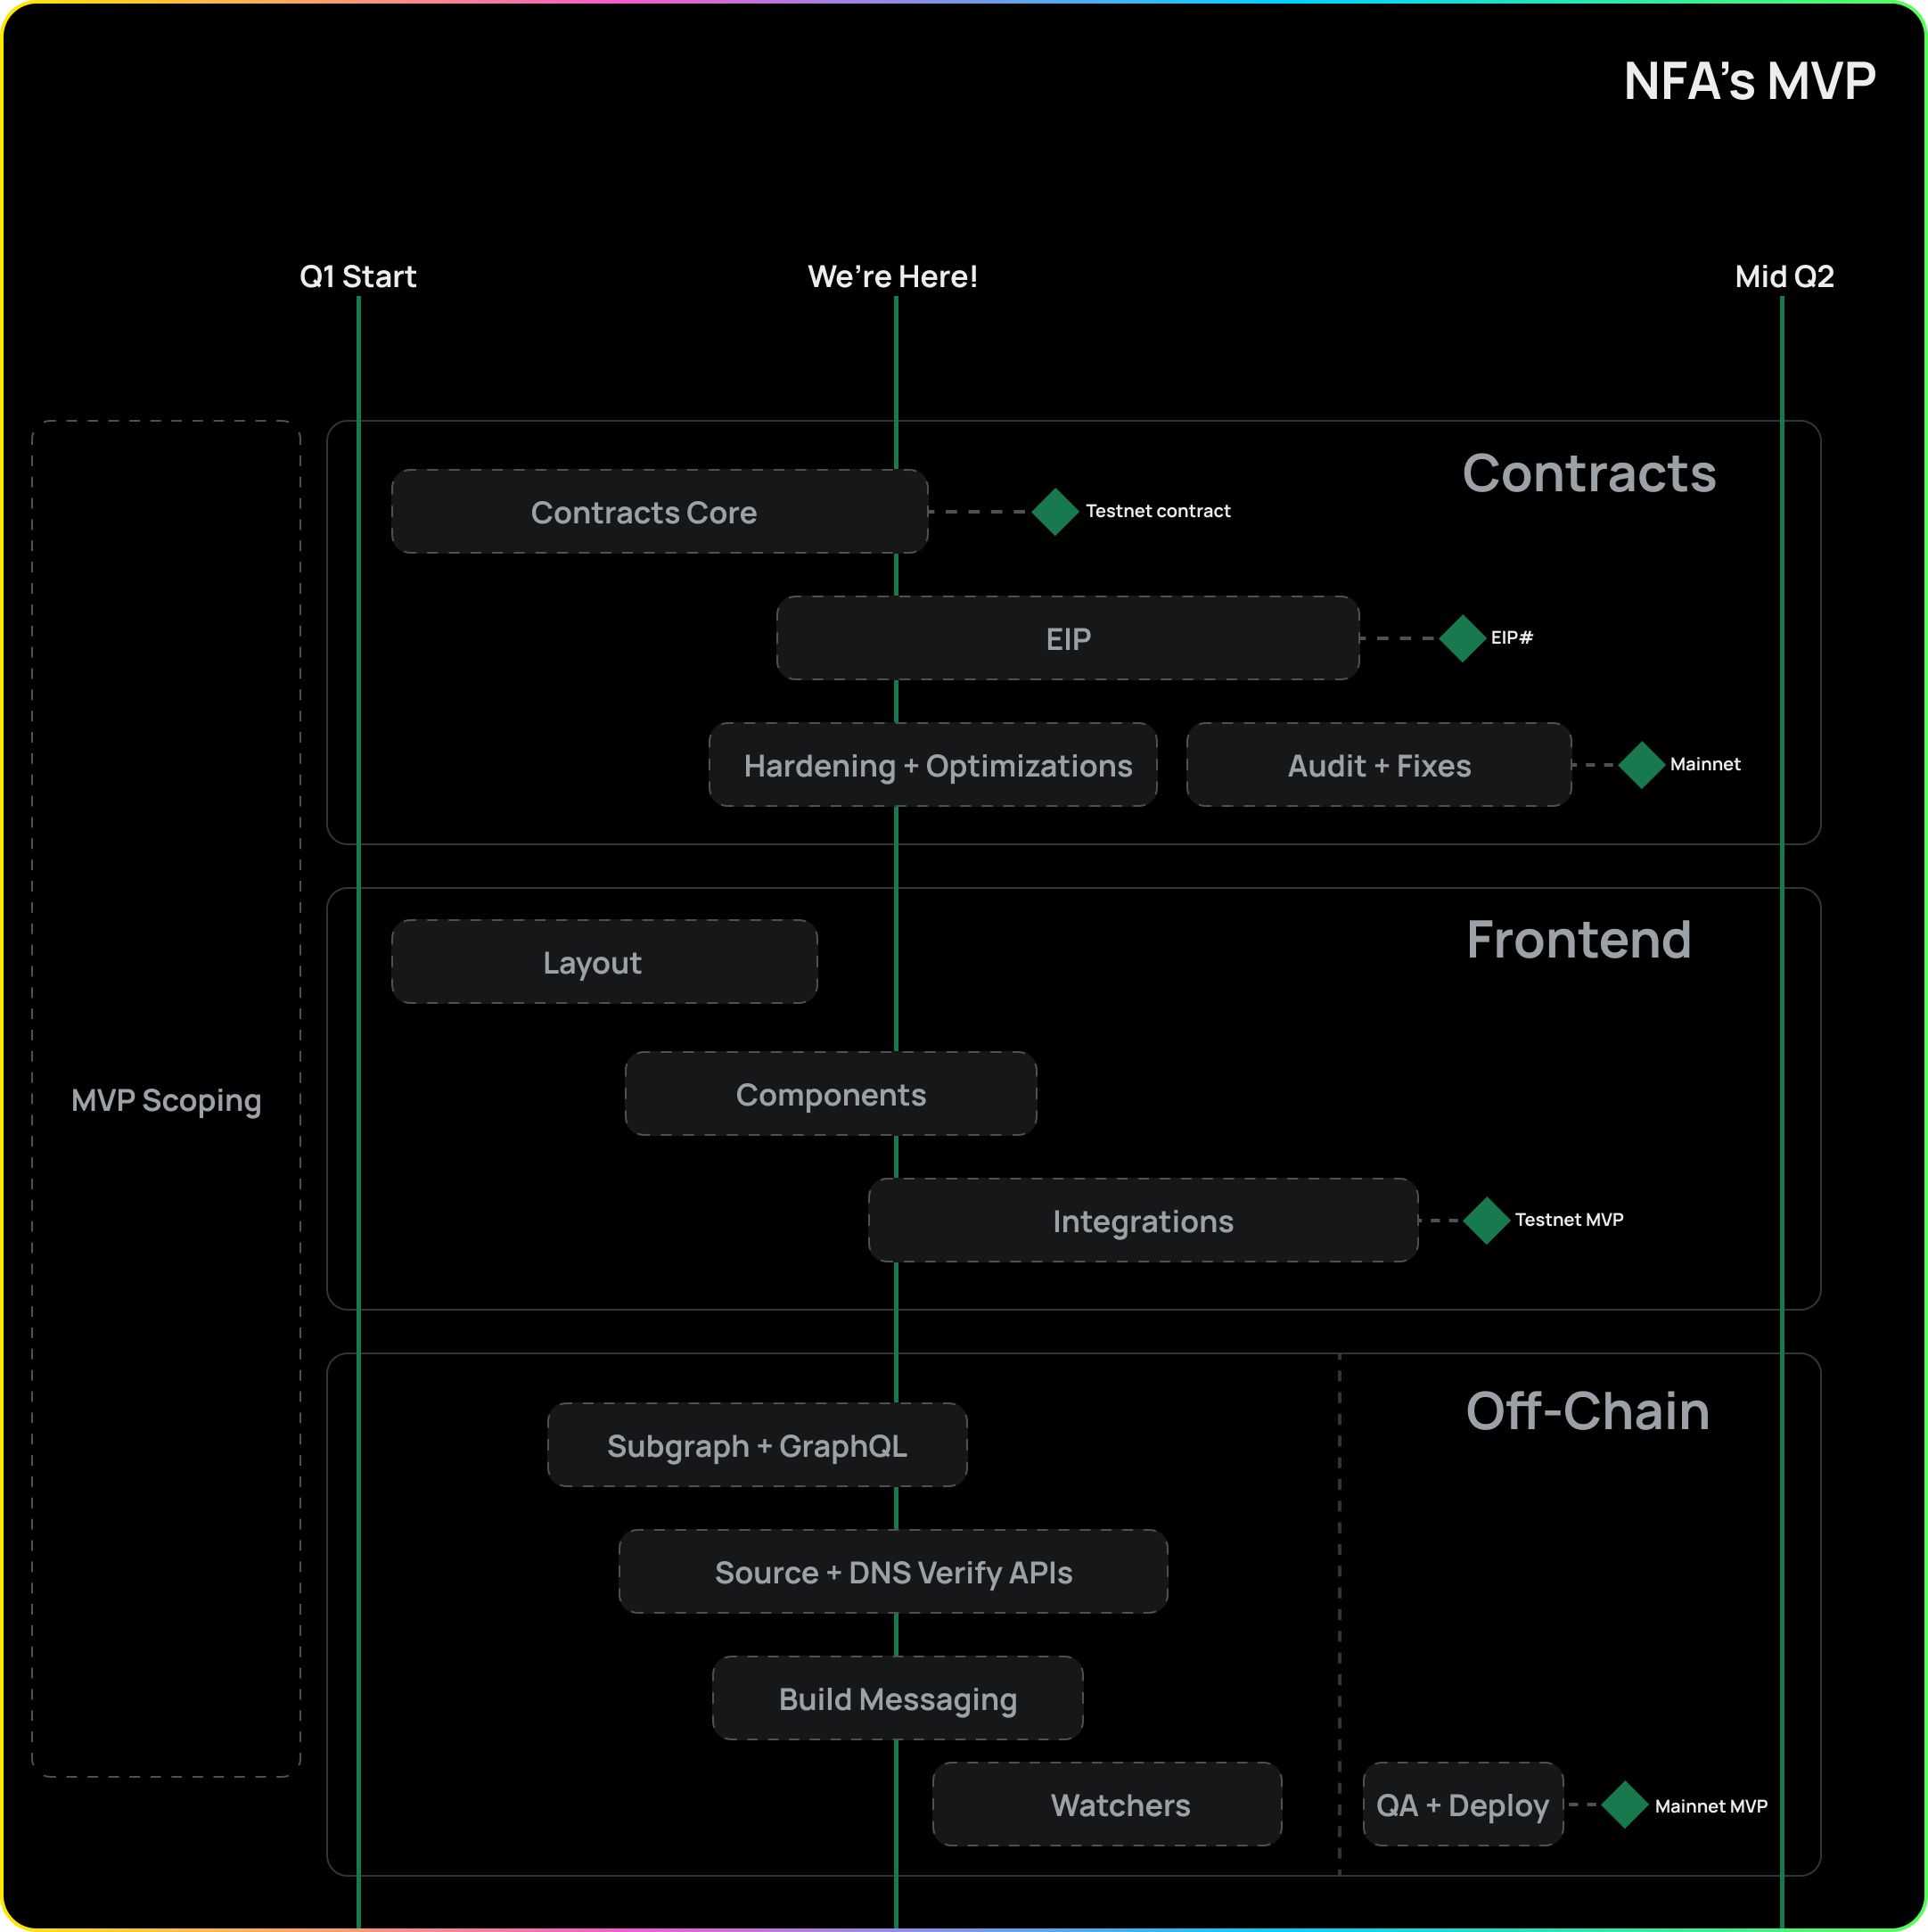 NFA’s MVP
Q1 Start
We’re Here!
Mid Q2
MVP Scoping
Contracts
Contracts Core
Testnet contract
EIP
EIP#
Hardening + Optimizations
Audit + Fixes
Mainnet
Frontend
Layout
Components
Integrations
Testnet MVP
Off-Chain
Subgraph + GraphQL
Source + DNS Verify APIs
Build Messaging
Watchers
QA + Deploy
Mainnet MVP